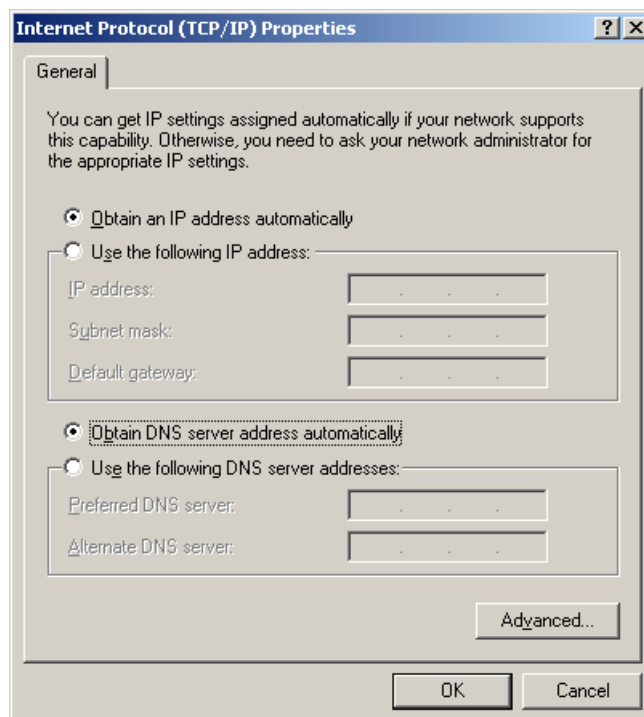 Internet Protocol (TCP/IP) Properties
General
You can get IP settings assigned automatically if your network supports
this capability. Otherwise, you need to ask your network administrator for
the appropriate IP settings.
Obtain an IP address automatically
Use the following IP address:
IP address:
Subnet mask:
Default gateway:
Obtain DNS server address automatically
Use the following DNS server addresses:
Preferred DNS server:
Alternate DNS server:
Advanced...
OK Cancel